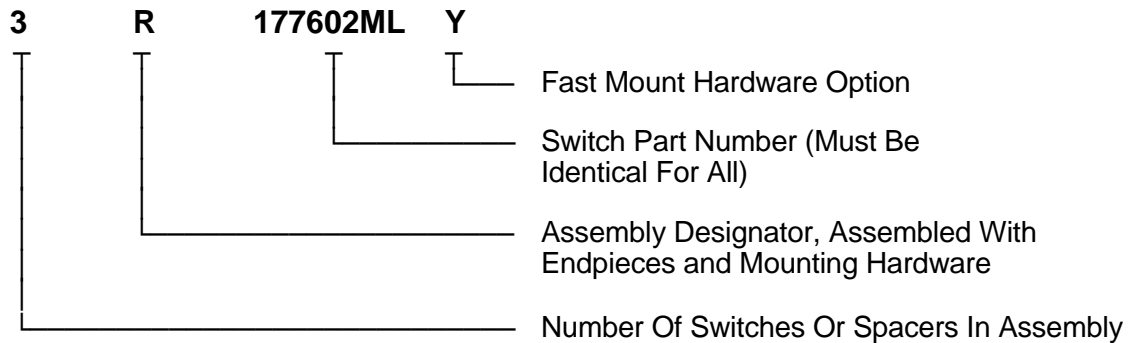 3 R 177602ML Y
Fast Mount Hardware Option
Switch Part Number (Must Be
Identical For All)
Assembly Designator, Assembled With
Endpieces and Mounting Hardware
Number Of Switches Or Spacers In Assembly